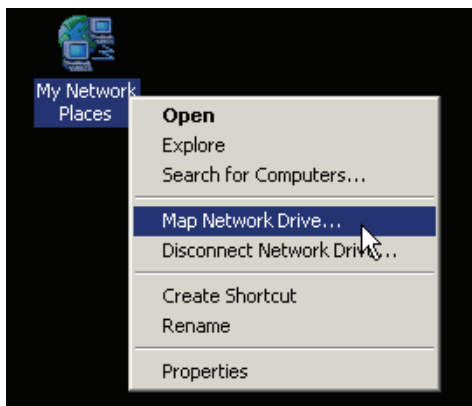 My Network
Places
Open
Explore
Search for Computers...
Map Network Drive...
Disconnect Network Drive...
Create Shortcut
Rename
Properties